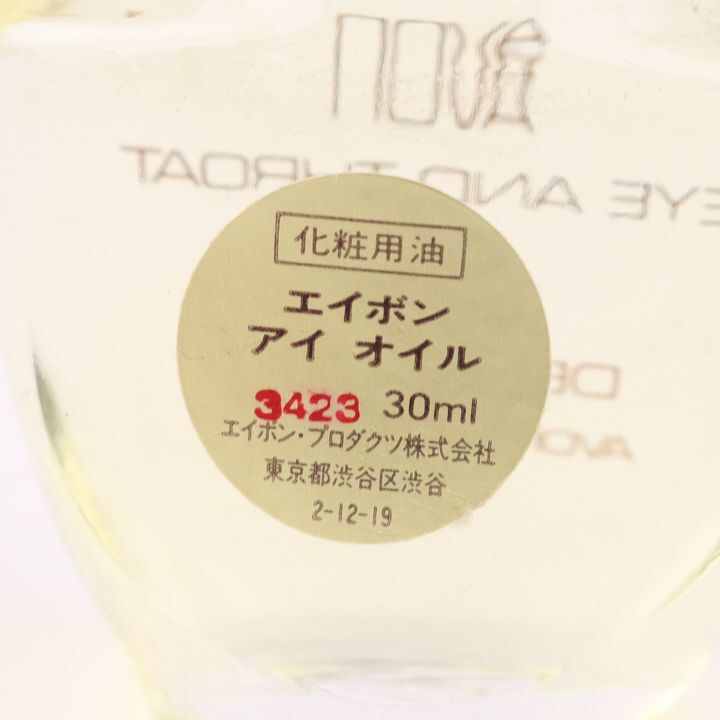 EYE AND THROAT
化粧用油
エイボン
アイ オイル
3423 30ml
エイボン・プロダクツ株式会社
東京都渋谷区渋谷
2-12-19